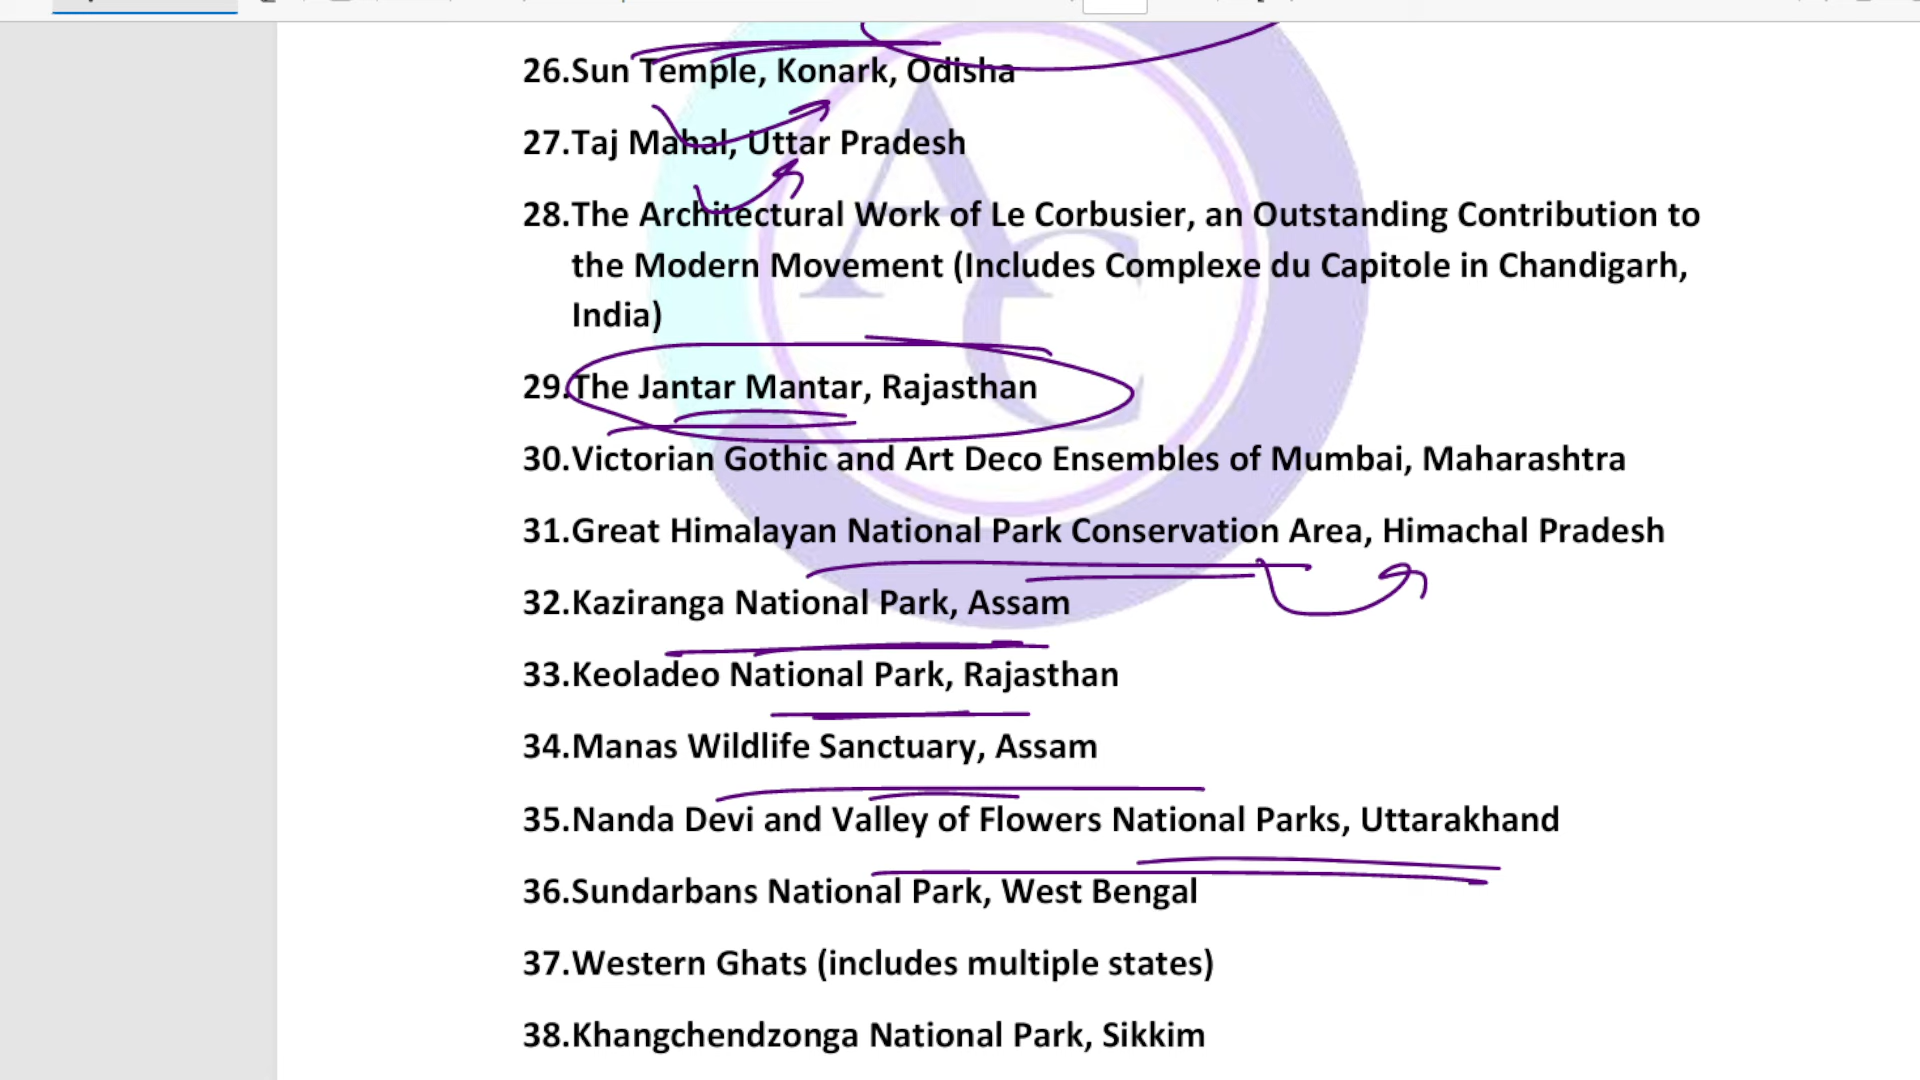 26.Sun Temple, Konark, Odisha
27.Taj Mahal, Uttar Pradesh
28.The Architectural Work of Le Corbusier, an Outstanding Contribution to
the Modern Movement (Includes Complexe du Capitole in Chandigarh,
India)
29.The Jantar Mantar, Rajasthan
30.Victorian Gothic and Art Deco Ensembles of Mumbai, Maharashtra
31.Great Himalayan National Park Conservation Area, Himachal Pradesh
32.Kaziranga National Park, Assam
33.Keoladeo National Park, Rajasthan
34.Manas Wildlife Sanctuary, Assam
35.Nanda Devi and Valley of Flowers National Parks, Uttarakhand
36.Sundarbans National Park, West Bengal
37.Western Ghats (includes multiple states)
38.Khangchendzonga National Park, Sikkim
AC